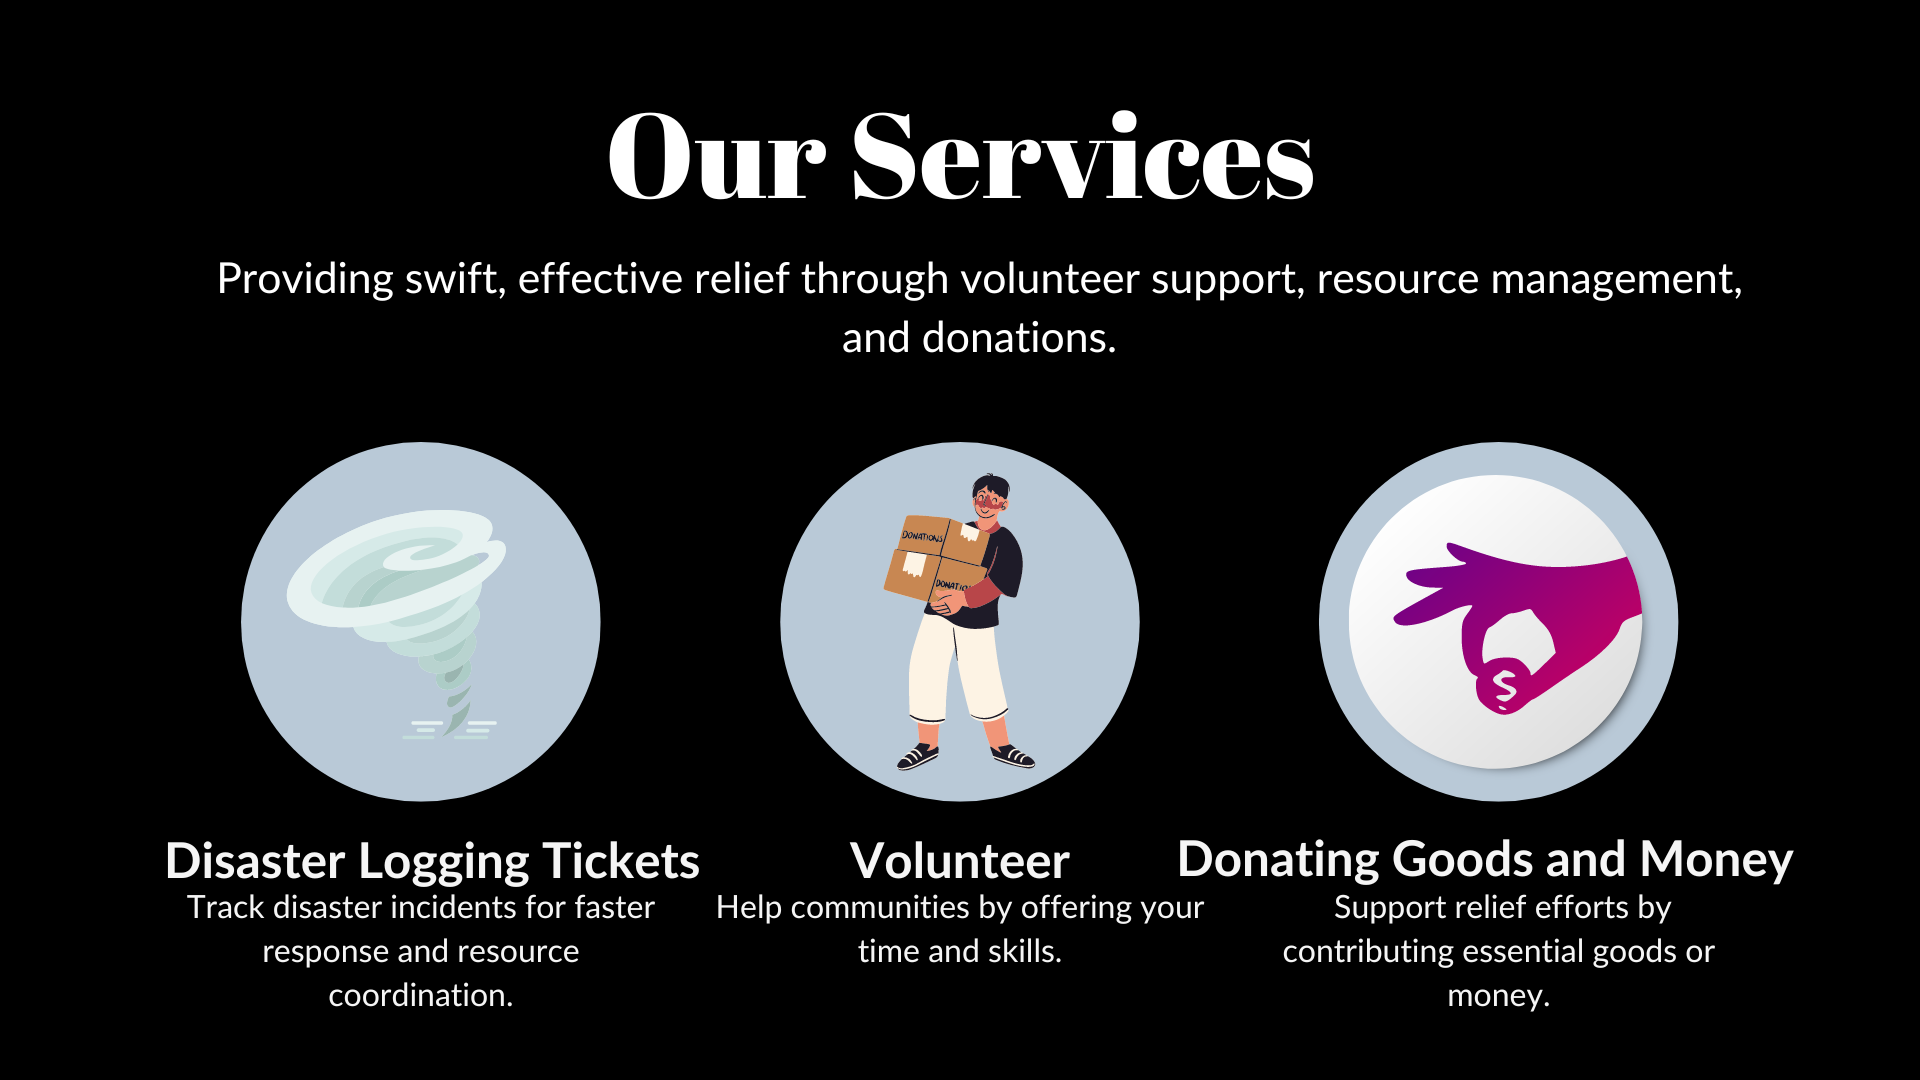 Our Services
Providing swift, effective relief through volunteer support, resource management,
and donations.
DONATIONS
S
Disaster Logging Tickets
Track disaster incidents for faster
response and resource
coordination.
Volunteer
Help communities by offering your
time and skills.
Donating Goods and Money
Support relief efforts by
contributing essential goods or
money.